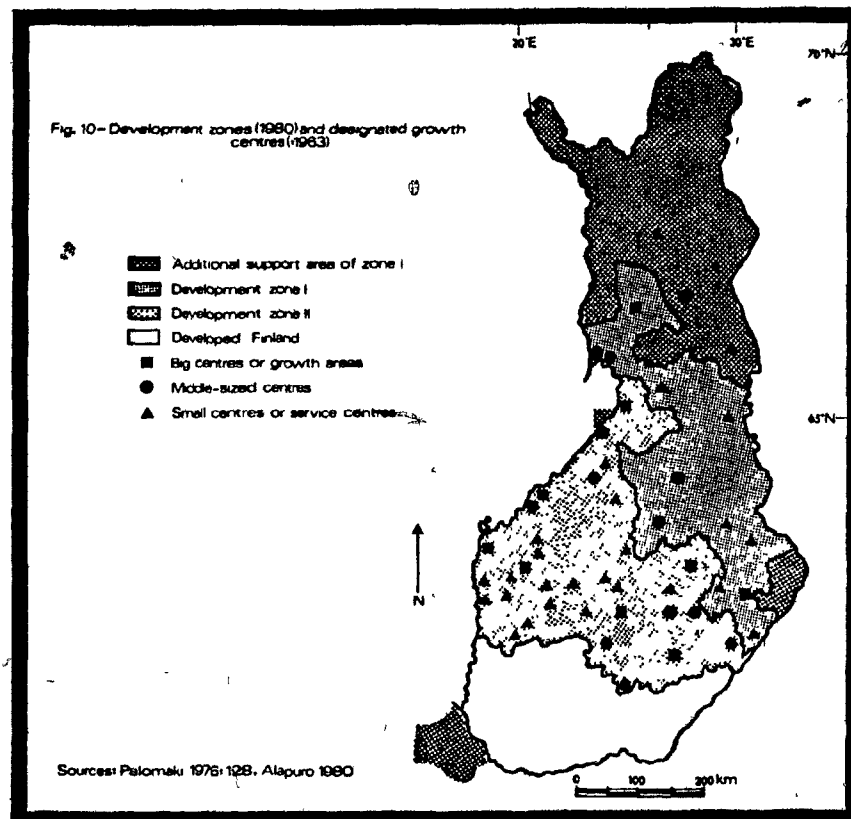 20°E 30°E
70°N
Fig. 10– Development zones (1980) and designated growth
centres (1963)
Additional support area of zone I
Development zone I
Development zone II
Developed Finland
Big centres or growth areas
Middle-sized centres
Small centres or service centres
65°N
N
Sources: Palomäki 1976:128, Alapuro 1980
0 100 200 km